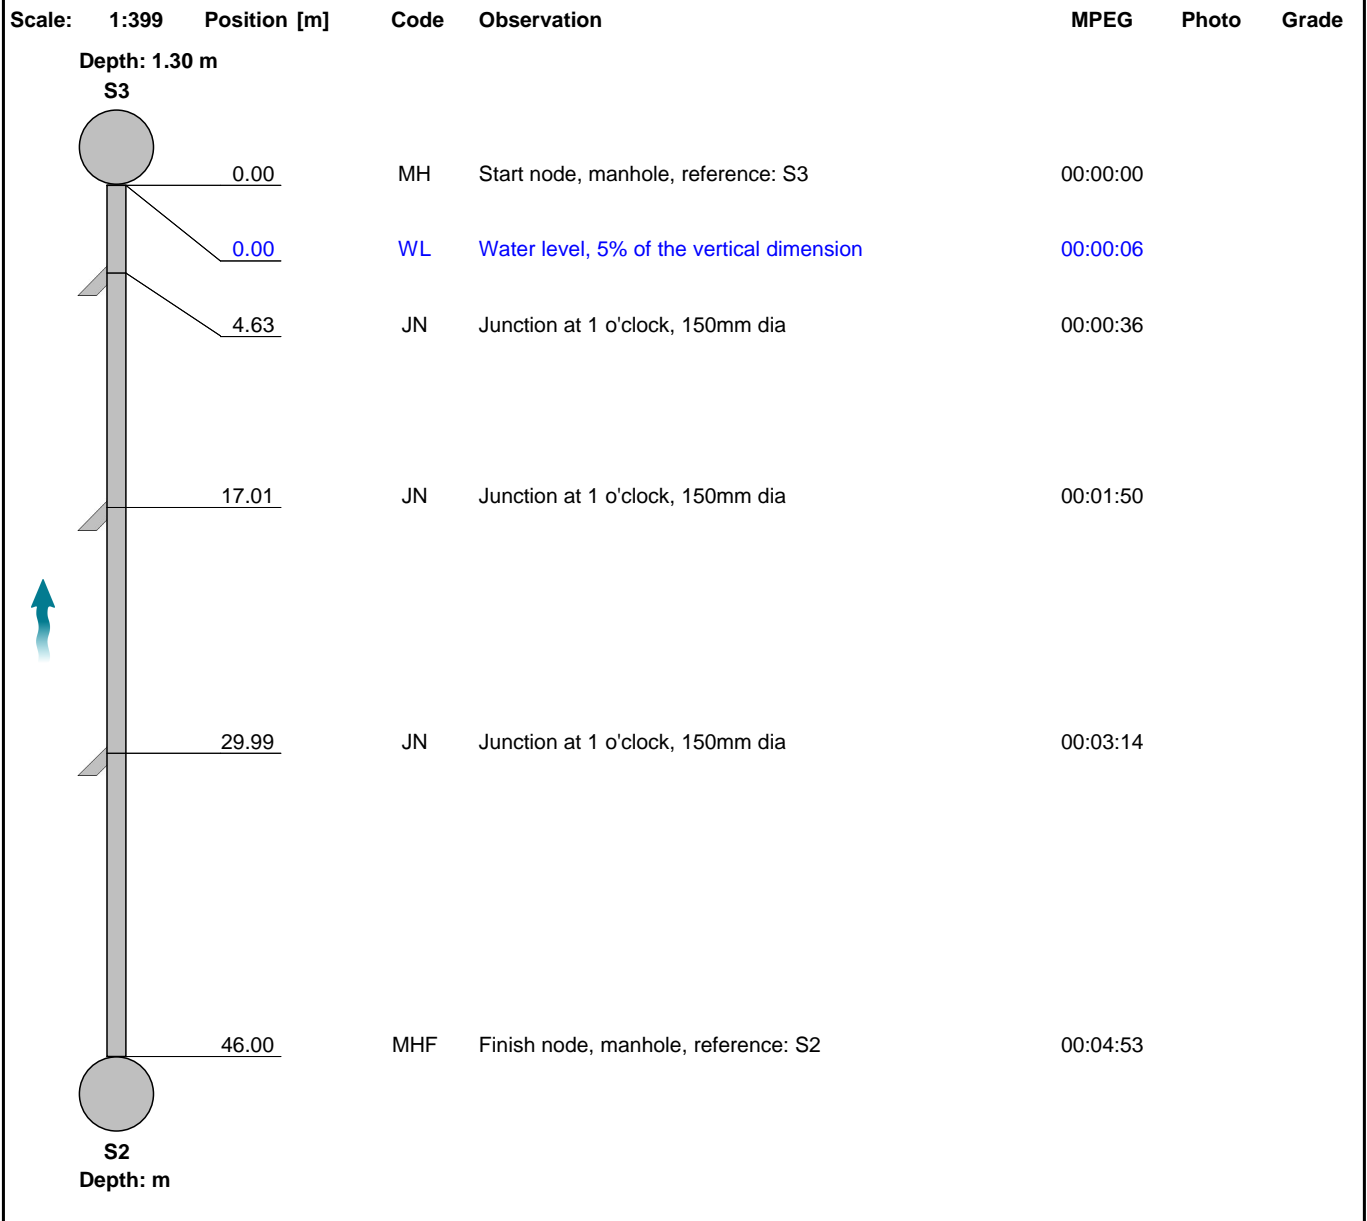 Scale: 1:399 Position [m] Code Observation MPEG Photo Grade
Depth: 1.30 m
S3
0.00 MH Start node, manhole, reference: S3 00:00:00
0.00 WL Water level, 5% of the vertical dimension 00:00:06
4.63 JN Junction at 1 o'clock, 150mm dia 00:00:36
17.01 JN Junction at 1 o'clock, 150mm dia 00:01:50
29.99 JN Junction at 1 o'clock, 150mm dia 00:03:14
46.00 MHF Finish node, manhole, reference: S2 00:04:53
S2
Depth: m